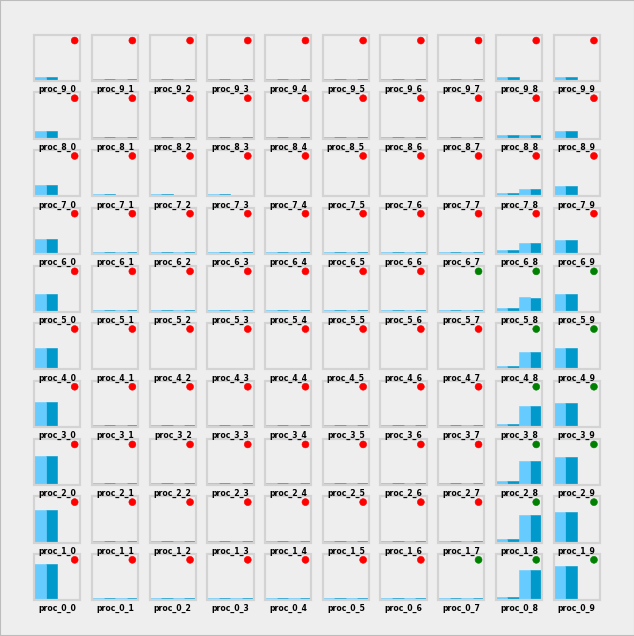 proc_9_0 proc_9_1 proc_9_2 proc_9_3 proc_9_4 proc_9_5 proc_9_6 proc_9_7 proc_9_8 proc_9_9
proc_8_0 proc_8_1 proc_8_2 proc_8_3 proc_8_4 proc_8_5 proc_8_6 proc_8_7 proc_8_8 proc_8_9
proc_7_0 proc_7_1 proc_7_2 proc_7_3 proc_7_4 proc_7_5 proc_7_6 proc_7_7 proc_7_8 proc_7_9
proc_6_0 proc_6_1 proc_6_2 proc_6_3 proc_6_4 proc_6_5 proc_6_6 proc_6_7 proc_6_8 proc_6_9
proc_5_0 proc_5_1 proc_5_2 proc_5_3 proc_5_4 proc_5_5 proc_5_6 proc_5_7 proc_5_8 proc_5_9
proc_4_0 proc_4_1 proc_4_2 proc_4_3 proc_4_4 proc_4_5 proc_4_6 proc_4_7 proc_4_8 proc_4_9
proc_3_0 proc_3_1 proc_3_2 proc_3_3 proc_3_4 proc_3_5 proc_3_6 proc_3_7 proc_3_8 proc_3_9
proc_2_0 proc_2_1 proc_2_2 proc_2_3 proc_2_4 proc_2_5 proc_2_6 proc_2_7 proc_2_8 proc_2_9
proc_1_0 proc_1_1 proc_1_2 proc_1_3 proc_1_4 proc_1_5 proc_1_6 proc_1_7 proc_1_8 proc_1_9
proc_0_0 proc_0_1 proc_0_2 proc_0_3 proc_0_4 proc_0_5 proc_0_6 proc_0_7 proc_0_8 proc_0_9